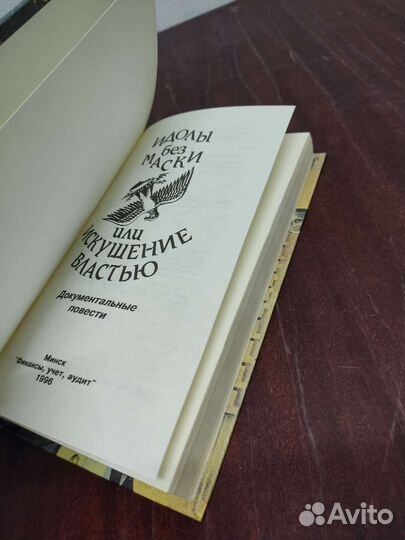 ИДОЛЫ
без
МАСКИ
или
ИСКУШЕНИЕ
ВЛАСТЬЮ
Документальные
повести
Минск
"Финансы, учет, аудит"
1996
Avito